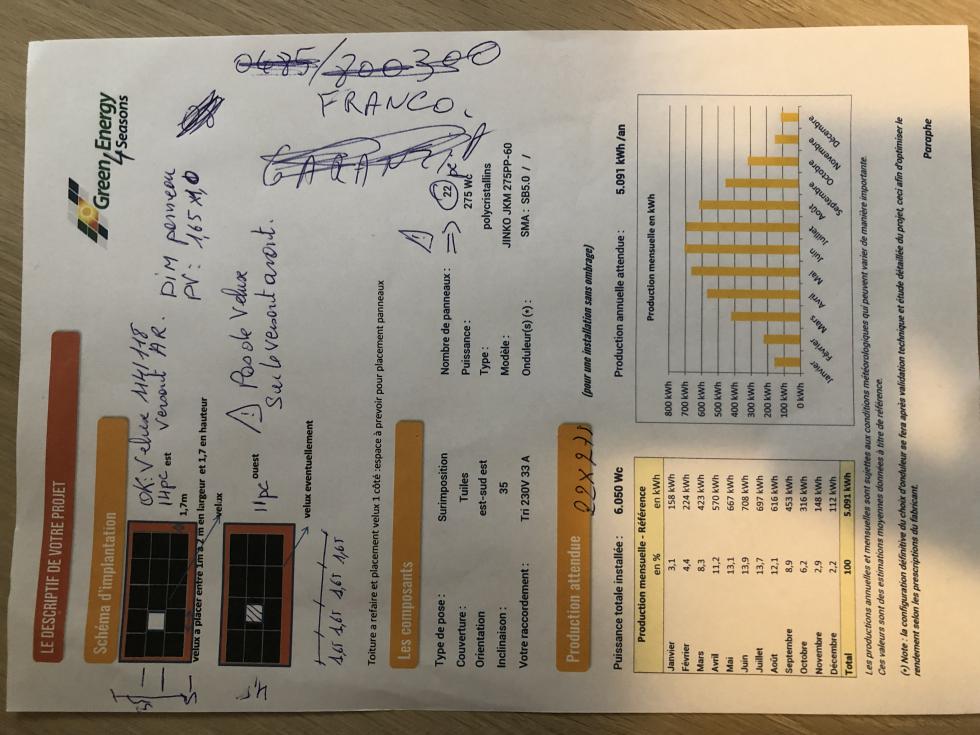 LE DESCRIPTIF DE VOTRE PROJET
Green Energy
4 Seasons
Schéma d'implantation
OK: Velux 114/118
versant AR.
DIM panneau
PV: 165 x 1,0
est
1,7m
velux a placer entre 1m a 2 m en largeur et 1,7 en hauteur
velux
11pc
ouest
⚠ Pas de Velux
Sur le versant avant.
velux eventuellement
1,65 1,65 1,65 1,65
FRANCO.
Toiture a refaire et placement velux 1 côté :espace à prevoir pour placement panneaux
Les composants
Type de pose : Surimposition
Couverture : Tuiles
Orientation est-sud est
Inclinaison : 35
Votre raccordement : Tri 230V 33 A
Nombre de panneaux : ⚠ => 22 pc
Puissance : 275 Wc
Type : polycristallins
Modèle : JINKO JKM 275PP-60
Onduleur(s) (*) : SMA : SB5.0 / /
Production attendue
22 x 275
(pour une installation sans ombrage)
Puissance totale installée : 6.050 Wc
Production annuelle attendue : 5.091 kWh /an
Production mensuelle - Référence
en % en kWh
Janvier 3,1 158 kWh
Février 4,4 224 kWh
Mars 8,3 423 kWh
Avril 11,2 570 kWh
Mai 13,1 667 kWh
Juin 13,9 708 kWh
Juillet 13,7 697 kWh
Août 12,1 616 kWh
Septembre 8,9 453 kWh
Octobre 6,2 316 kWh
Novembre 2,9 148 kWh
Décembre 2,2 112 kWh
Total 100 5.091 kWh
Production mensuelle en kWh
800 kWh
700 kWh
600 kWh
500 kWh
400 kWh
300 kWh
200 kWh
100 kWh
0 kWh
Janvier
Février
Mars
Avril
Mai
Juin
Juillet
Août
Septembre
Octobre
Novembre
Décembre
Les productions annuelles et mensuelles sont sujettes aux conditions météorologiques qui peuvent varier de manière importante.
Ces valeurs sont des estimations moyennes données à titre de référence.
(*) Note : la configuration définitive du choix d'onduleur se fera après validation technique et étude détaillée du projet, ceci afin d'optimiser le
rendement selon les prescriptions du fabricant.
Paraphe